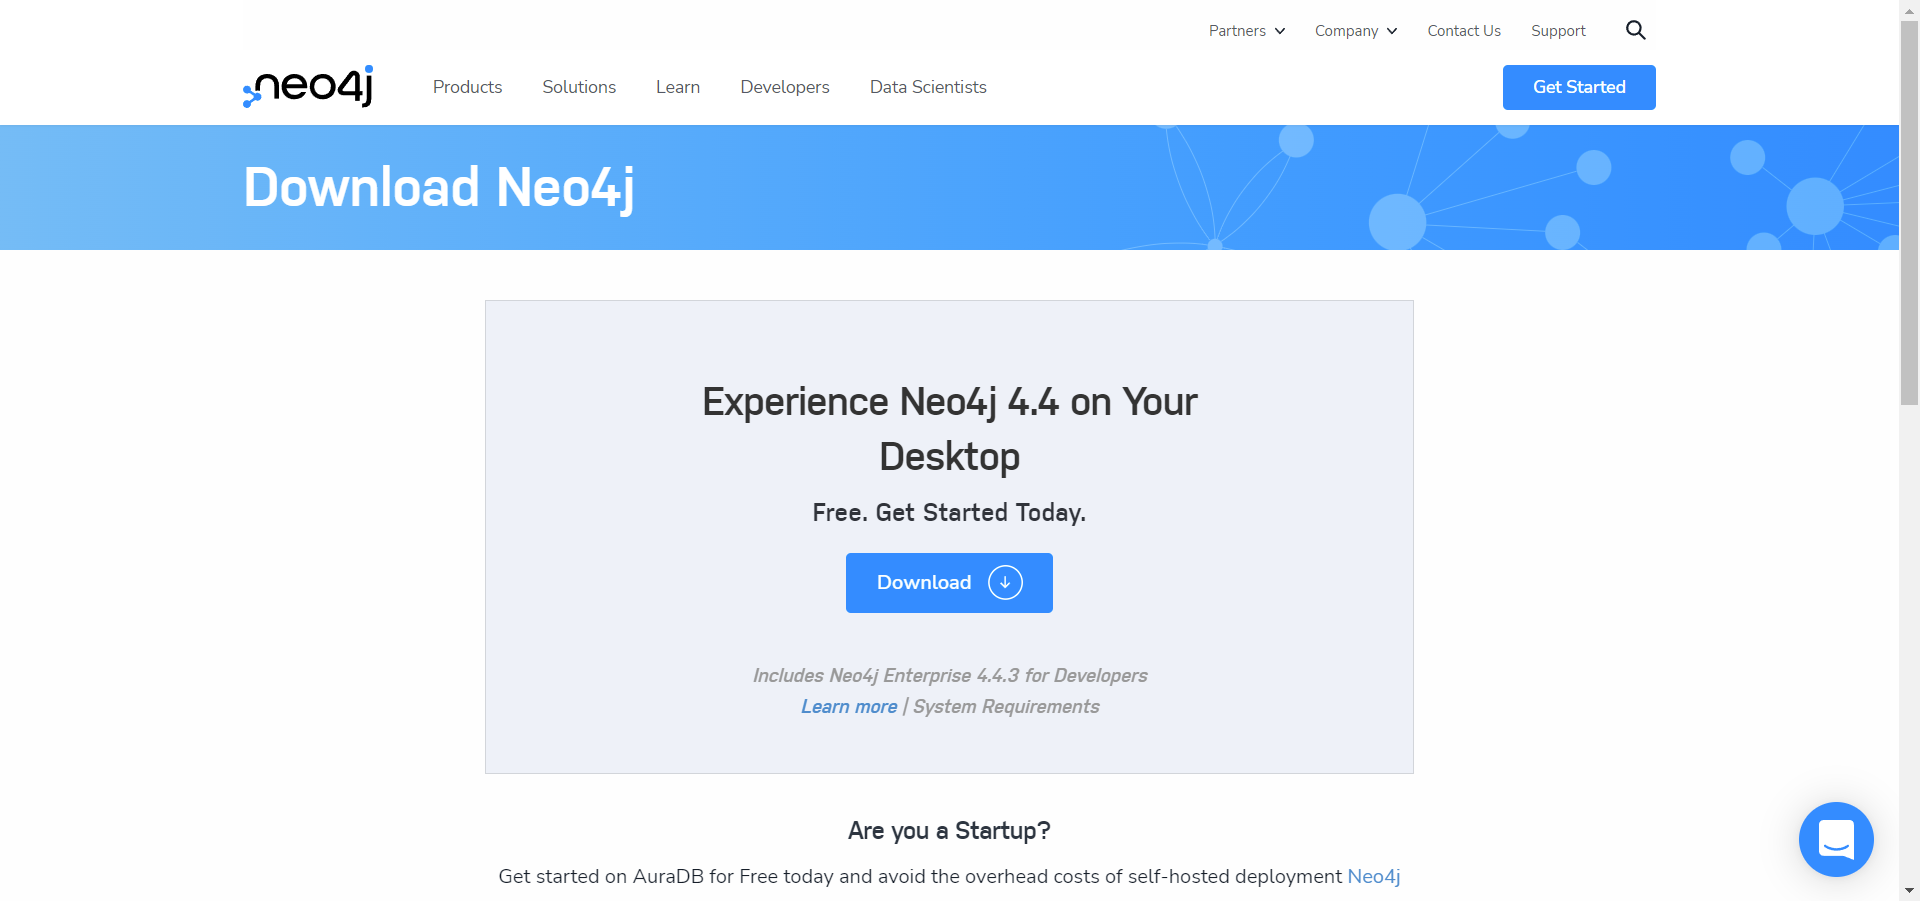 Partners Company Contact Us Support
neo4j Products Solutions Learn Developers Data Scientists Get Started
Download Neo4j
Experience Neo4j 4.4 on Your
Desktop
Free. Get Started Today.
Download
Includes Neo4j Enterprise 4.4.3 for Developers
Learn more | System Requirements
Are you a Startup?
Get started on AuraDB for Free today and avoid the overhead costs of self-hosted deployment Neo4j